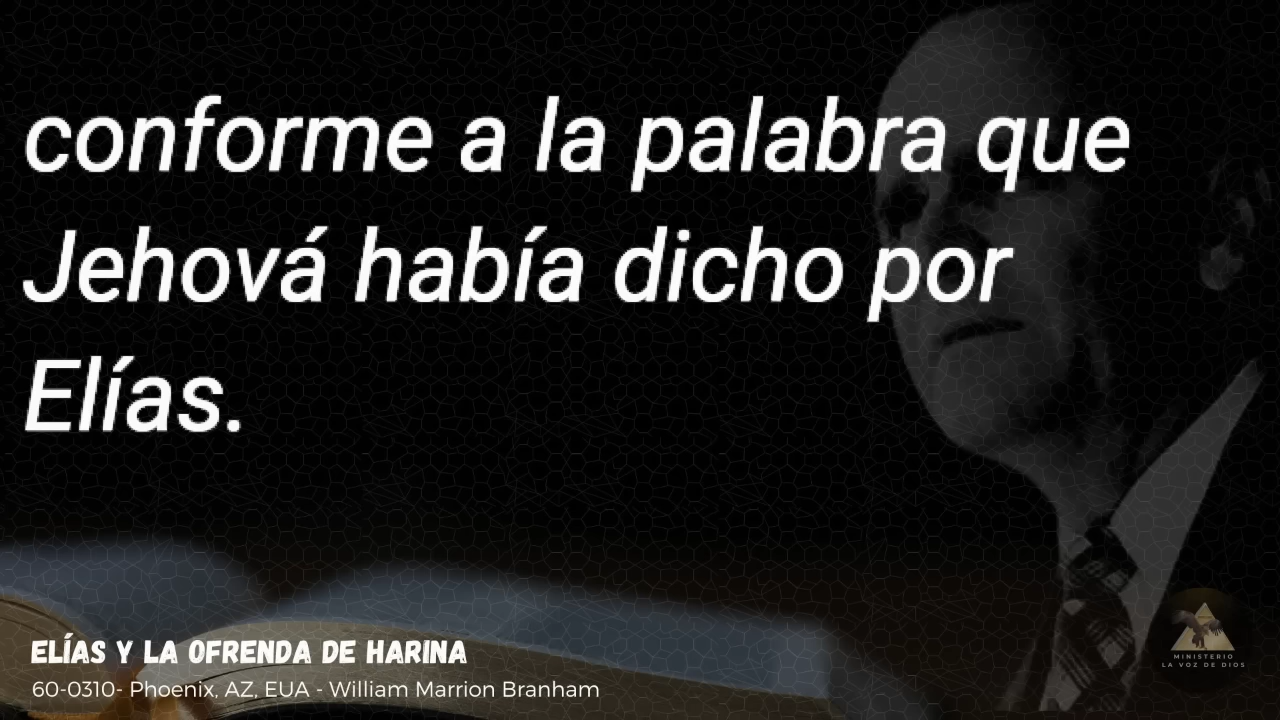 conforme a la palabra que
Jehová había dicho por
Elías.
ELÍAS Y LA OFRENDA DE HARINA
60-0310- Phoenix, AZ, EUA - William Marrion Branham
MINISTERIO
LA VOZ DE DIOS